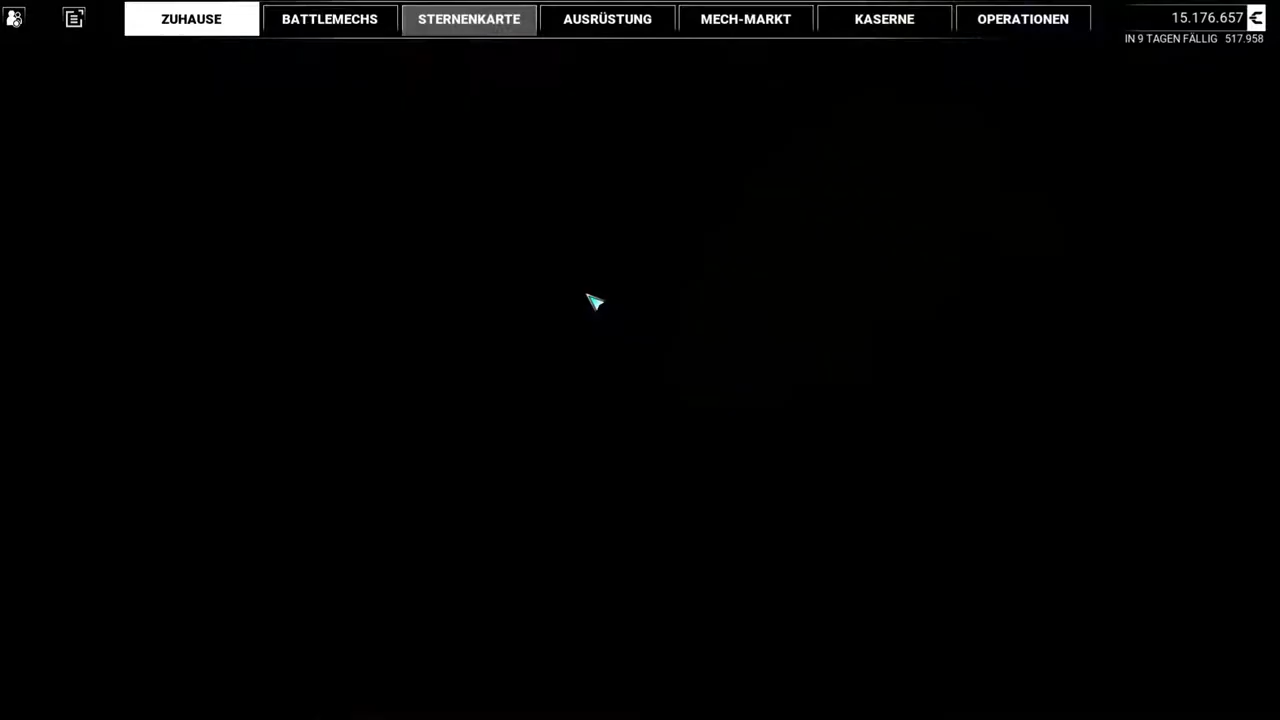 ZUHAUSE
BATTLEMECHS
STERNENKARTE
AUSRÜSTUNG
MECH-MARKT
KASERNE
OPERATIONEN
15.176.657
IN 9 TAGEN FÄLLIG 517.958